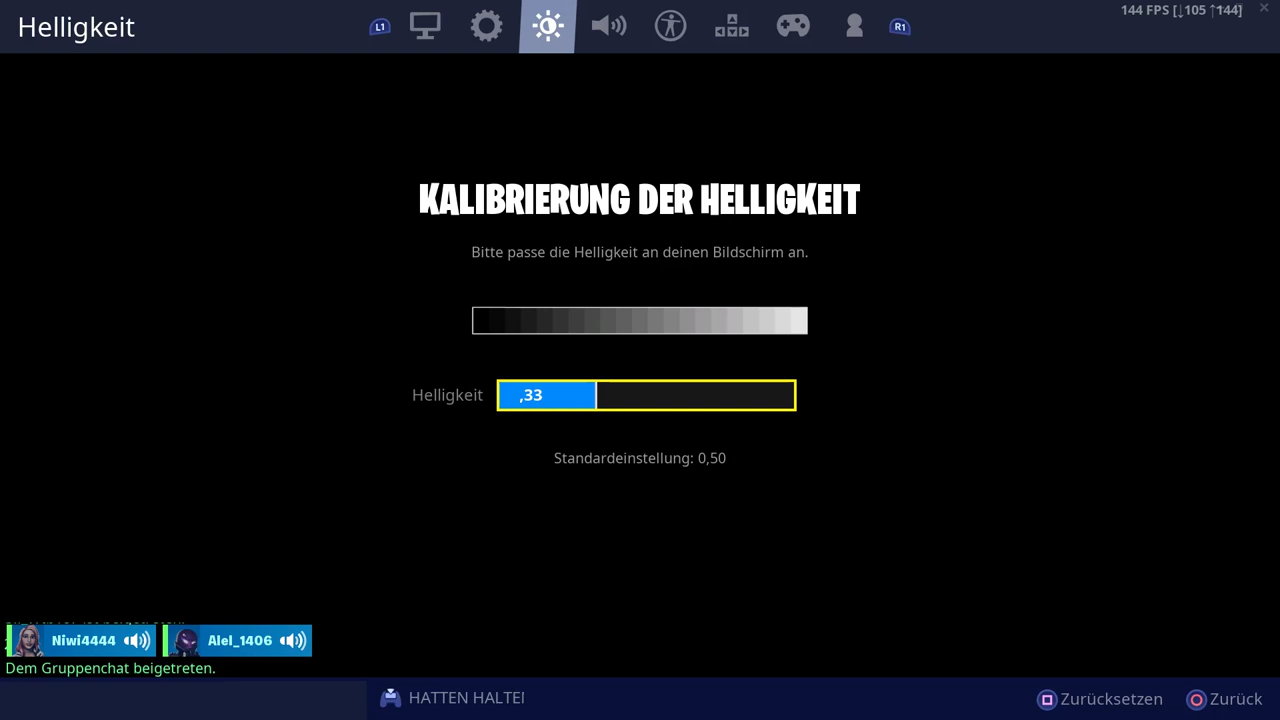 Helligkeit
L1
R1
144 FPS [↓105 ↑144]
KALIBRIERUNG DER HELLIGKEIT
Bitte passe die Helligkeit an deinen Bildschirm an.
Helligkeit ,33
Standardeinstellung: 0,50
Niwi4444
Alel_1406
Dem Gruppenchat beigetreten.
HATTEN HALTE
Zurücksetzen
Zurück